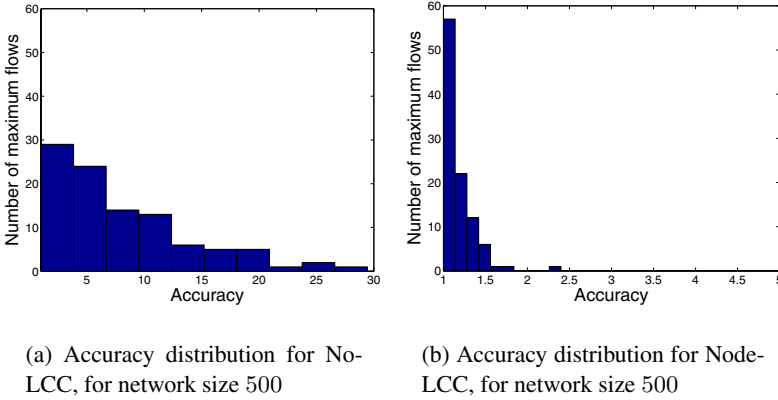 60
50
40
30
20
10
0
Number of maximum flows
5 10 15 20 25 30
Accuracy
60
50
40
30
20
10
0
Number of maximum flows
1 1.5 2 2.5 3 3.5 4 4.5 5
Accuracy
(a) Accuracy distribution for No-
LCC, for network size 500
(b) Accuracy distribution for Node-
LCC, for network size 500